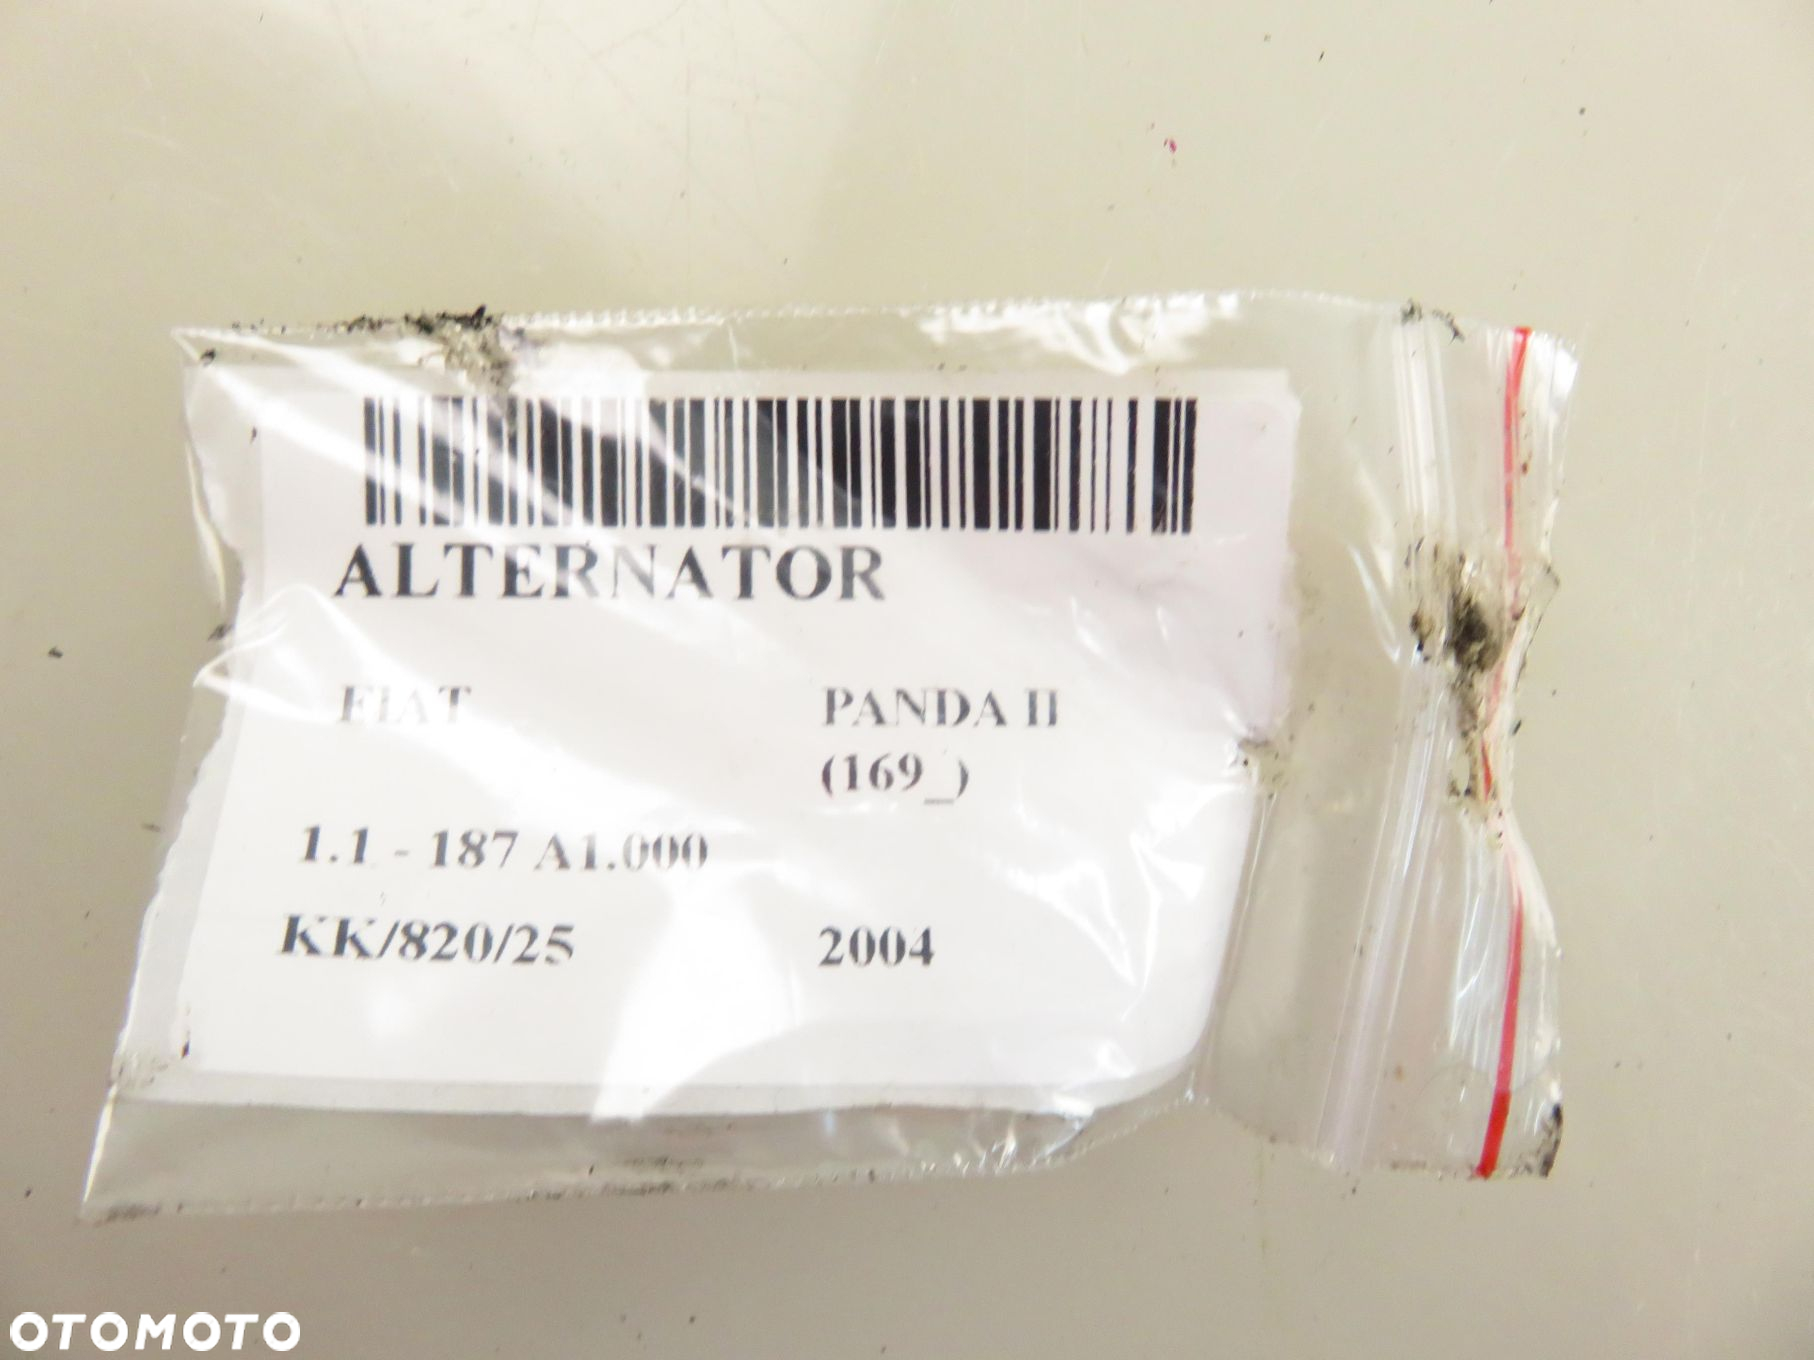 ALTERNATOR
FIAT PANDA II
(169_)
1.1 - 187 A1.000
KK/820/25 2004
OTOMOTO